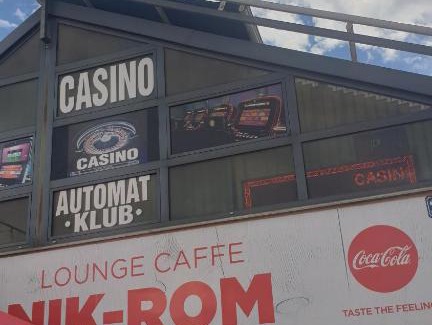 CASINO
CASINO
AUTOMAT
• KLUB •
CASINO
LOUNGE CAFFE
NIK-ROM
Coca-Cola
TASTE THE FEELING